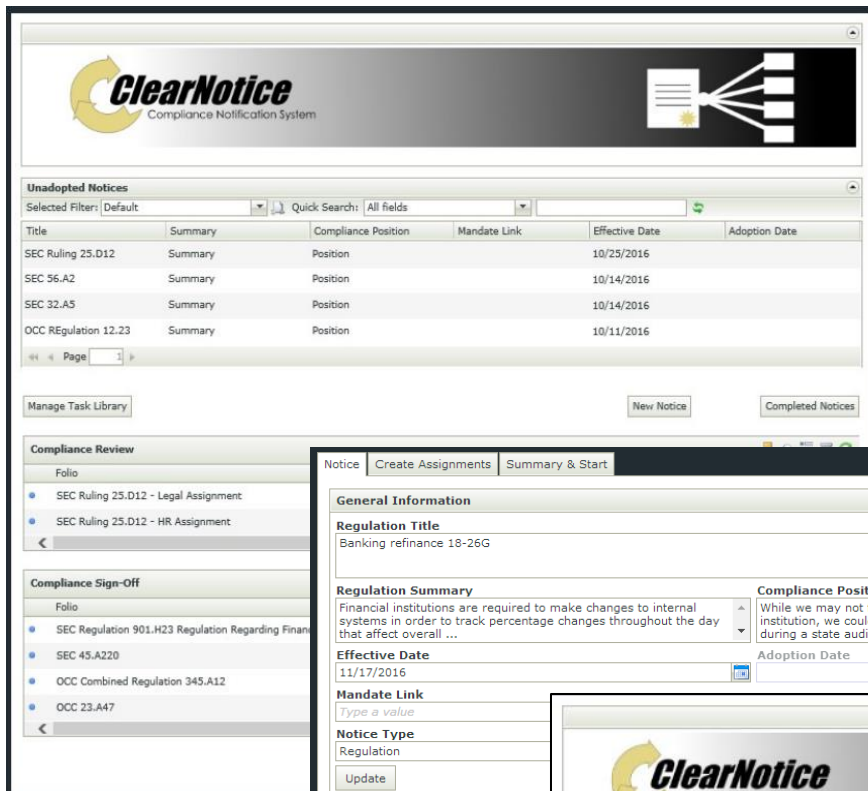 ClearNotice
Compliance Notification System
Unadopted Notices
Selected Filter: Default Quick Search: All fields
Title Summary Compliance Position Mandate Link Effective Date Adoption Date
SEC Ruling 25.D12 Summary Position 10/25/2016
SEC 56.A2 Summary Position 10/14/2016
SEC 32.A5 Summary Position 10/14/2016
OCC REgulation 12.23 Summary Position 10/11/2016
Page 1
Manage Task Library New Notice Completed Notices
Compliance Review
Folio
SEC Ruling 25.D12 - Legal Assignment
SEC Ruling 25.D12 - HR Assignment
Compliance Sign-Off
Folio
SEC Regulation 901.H23 Regulation Regarding Finan
SEC 45.A220
OCC Combined Regulation 345.A12
OCC 23.A47
Notice Create Assignments Summary & Start
General Information
Regulation Title
Banking refinance 18-26G
Regulation Summary Compliance Posit
Financial institutions are required to make changes to internal While we may not
systems in order to track percentage changes throughout the day institution, we coul
that affect overall ... during a state audi
Effective Date Adoption Date
11/17/2016
Mandate Link
Type a value
Notice Type
Regulation
Update
ClearNotice